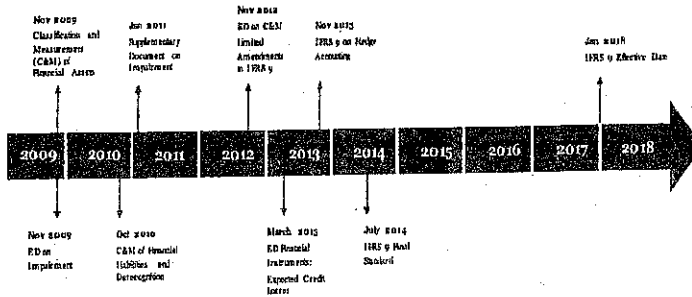 Nov 2009
Classification and
Measurement
(C&M) of
Financial Assets
Jan 2011
Supplementary
Document on
Impairment
Nov 2012
ED on C&M
Limited
Amendments
to IFRS 9
Nov 2013
IFRS 9 on Hedge
Accounting
Jan 2018
IFRS 9 Effective Date
2009
2010
2011
2012
2013
2014
2015
2016
2017
2018
Nov 2009
ED on
Impairment
Oct 2010
C&M of Financial
liabilities and
Derecognition
March 2013
ED Financial
Instruments:
Expected Credit
losses
July 2014
IFRS 9 Final
Standard